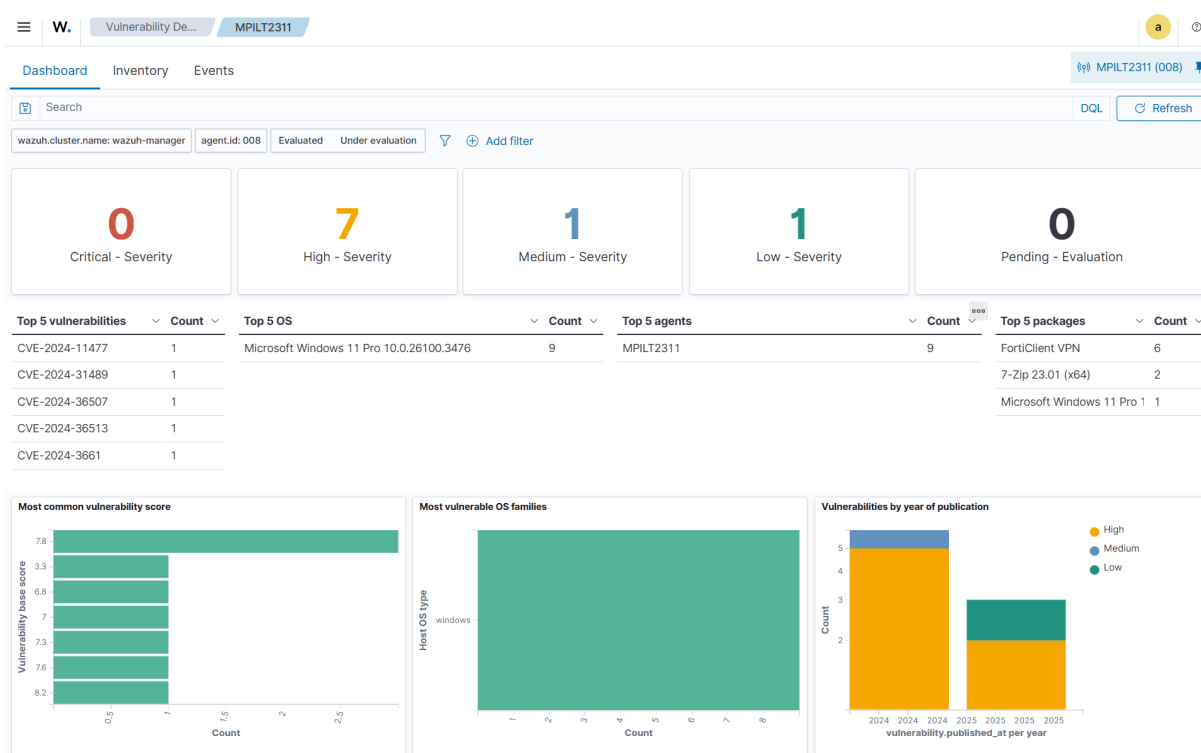 W. Vulnerability De... MPILT2311 a
Dashboard Inventory Events MPILT2311 (008)
Search DQL Refresh
wazuh.cluster.name: wazuh-manager agent.id: 008 Evaluated Under evaluation Add filter
0 7 1 1 0
Critical - Severity High - Severity Medium - Severity Low - Severity Pending - Evaluation
Top 5 vulnerabilities Count Top 5 OS Count Top 5 agents Count Top 5 packages Count
CVE-2024-11477 1 Microsoft Windows 11 Pro 10.0.26100.3476 9 MPILT2311 9 FortiClient VPN 6
CVE-2024-31489 1 7-Zip 23.01 (x64) 2
CVE-2024-36507 1 Microsoft Windows 11 Pro 1 1
CVE-2024-36513 1
CVE-2024-3661 1
Most common vulnerability score
Vulnerability base score
7.8
3.3
6.8
7
7.3
7.6
8.2
0.5 1 1.5 2 2.5
Count
Most vulnerable OS families
Host OS type
windows
1 2 3 4 5 6 7 8
Count
Vulnerabilities by year of publication
Count
5
4
3
2
2024 2024 2024 2025 2025 2025 2025
vulnerability.published_at per year
High
Medium
Low